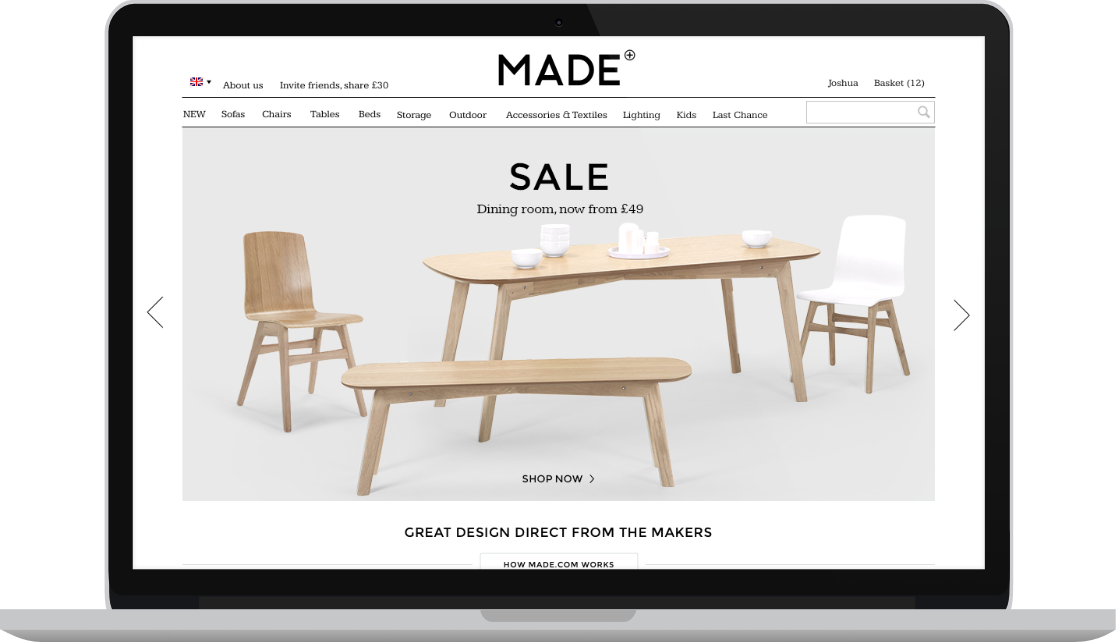 MADE
About us
Invite friends, share £30
Joshua
Basket (12)
NEW
Sofas
Chairs
Tables
Beds
Storage
Outdoor
Accessories & Textiles
Lighting
Kids
Last Chance
SALE
Dining room, now from £49
SHOP NOW
GREAT DESIGN DIRECT FROM THE MAKERS
HOW MADE.COM WORKS